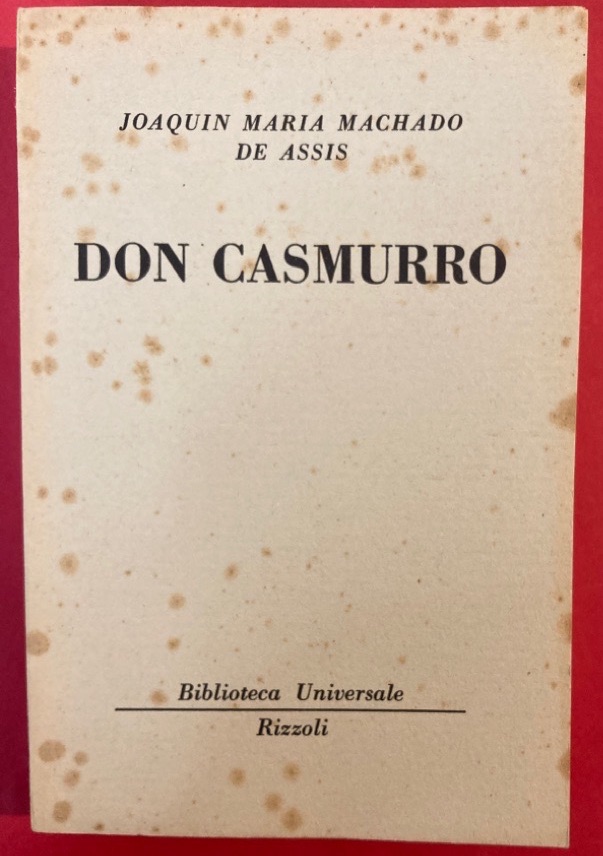 JOAQUIN MARIA MACHADO
DE ASSIS
DON CASMURRO
Biblioteca Universale
Rizzoli